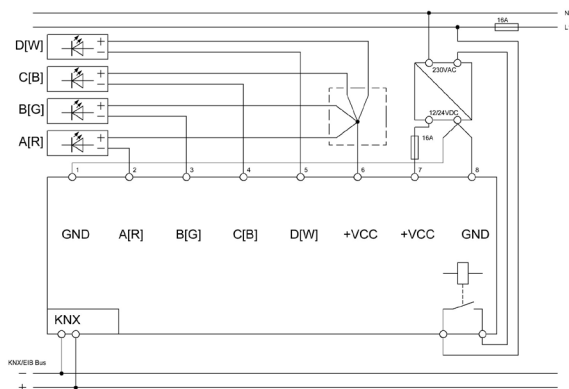 N
16A
L
D[W] + −
C[B] + −
B[G] + −
A[R] + −
230VAC
12/24VDC
16A
1 2 3 4 5 6 7 8
GND A[R] B[G] C[B] D[W] +VCC +VCC GND
KNX
KNX/EIB Bus
−
+